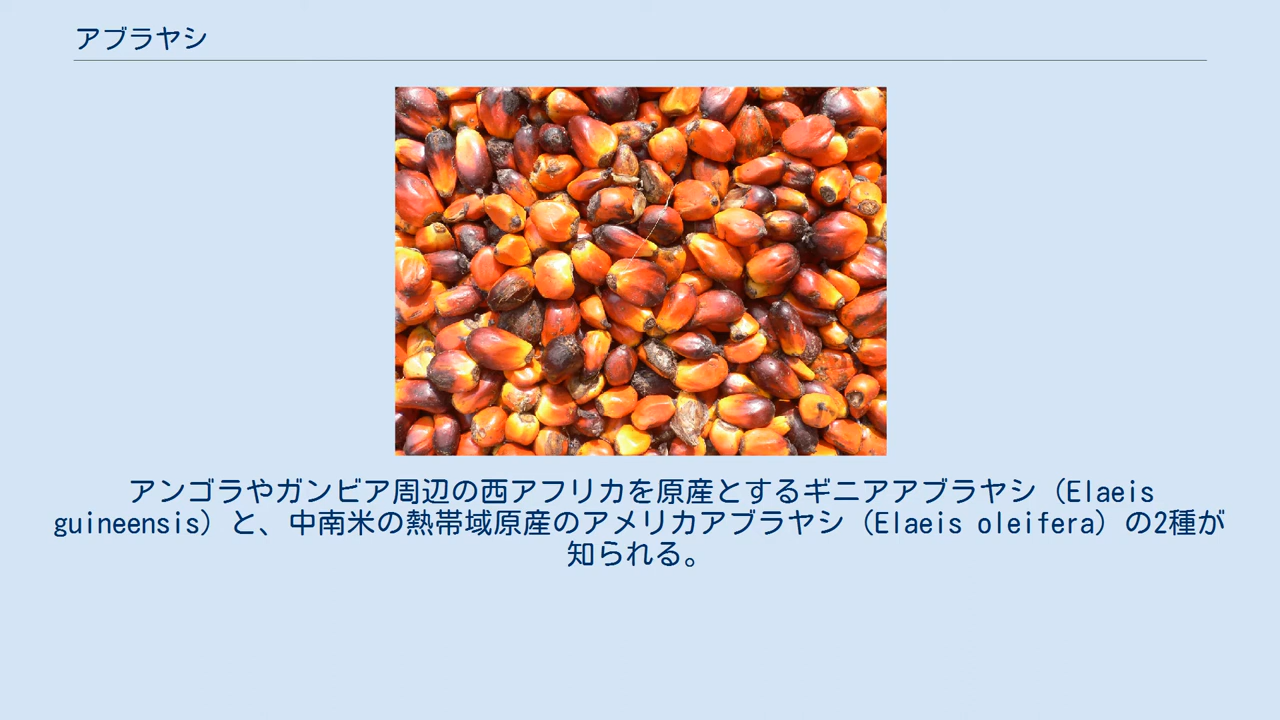 アブラヤシ
アンゴラやガンビア周辺の西アフリカを原産とするギニアアブラヤシ（Elaeis
guineensis）と、中南米の熱帯域原産のアメリカアブラヤシ（Elaeis oleifera）の2種が
知られる。